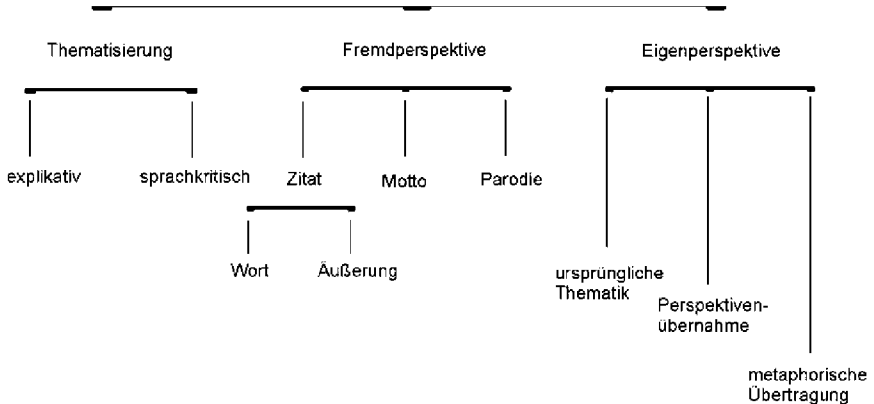 Thematisierung Fremdperspektive Eigenperspektive
explikativ sprachkritisch Zitat Motto Parodie
Wort Äußerung
ursprüngliche
Thematik
Perspektiven-
übernahme
metaphorische
Übertragung